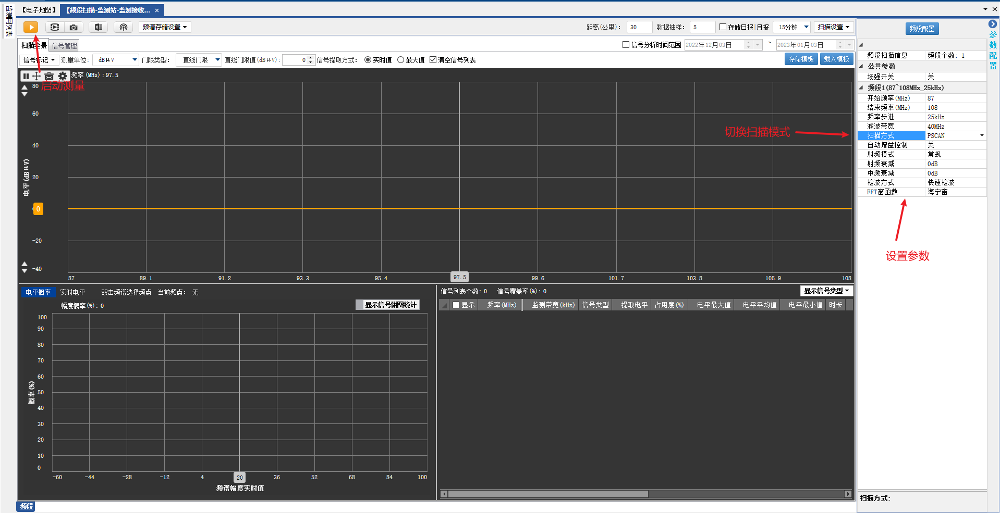 监测网列表
【电子地图】
【频段扫描-监测站-监测接收... ×
频谱存储设置
距离(公里):
30
数据抽样:
5
存储日报|月报
15分钟
扫描设置
扫描全景
信号管理
信号分析时间范围
2022年12月03日
~
2023年01月03日
信号标记
测量单位:
dBμV
门限类型:
直线门限
直线门限值(dBμV):
0
信号提取方式:
实时值
最大值
清空信号列表
存储模板
载入模板
频率(MHz):97.5
启动测量
80
60
40
20
0
-20
-40
电平(dBμV)
87
89.1
91.2
93.3
95.4
97.5
99.6
101.7
103.8
105.9
108
切换扫描模式
电平概率
实时电平
双击频谱选择频点
当前频点: 无
幅度概率(%): 0
显示信号饼图统计
100
90
80
70
60
50
40
30
20
10
0
概率(%)
-60
-44
-28
-12
4
20
36
52
68
84
100
频谱幅度实时值
信号列表个数: 0
信号覆盖率(%): 0
显示信号类型
显示
频率(MHz)
监测带宽(kHz)
信号类型
提取电平
占用度(%)
电平最大值
电平平均值
电平最小值
时长
频段
频段配置
参数配置
频段扫描信息
频段个数: 1
公共参数
场强开关
关
频段1(87~108MHz_25kHz)
开始频率(MHz)
87
结束频率(MHz)
108
频率步进
25kHz
滤波带宽
40MHz
扫描方式
PSCAN
自动增益控制
关
射频模式
常规
射频衰减
0dB
中频衰减
0dB
检波方式
快速检波
FFT窗函数
海宁窗
设置参数
扫描方式: